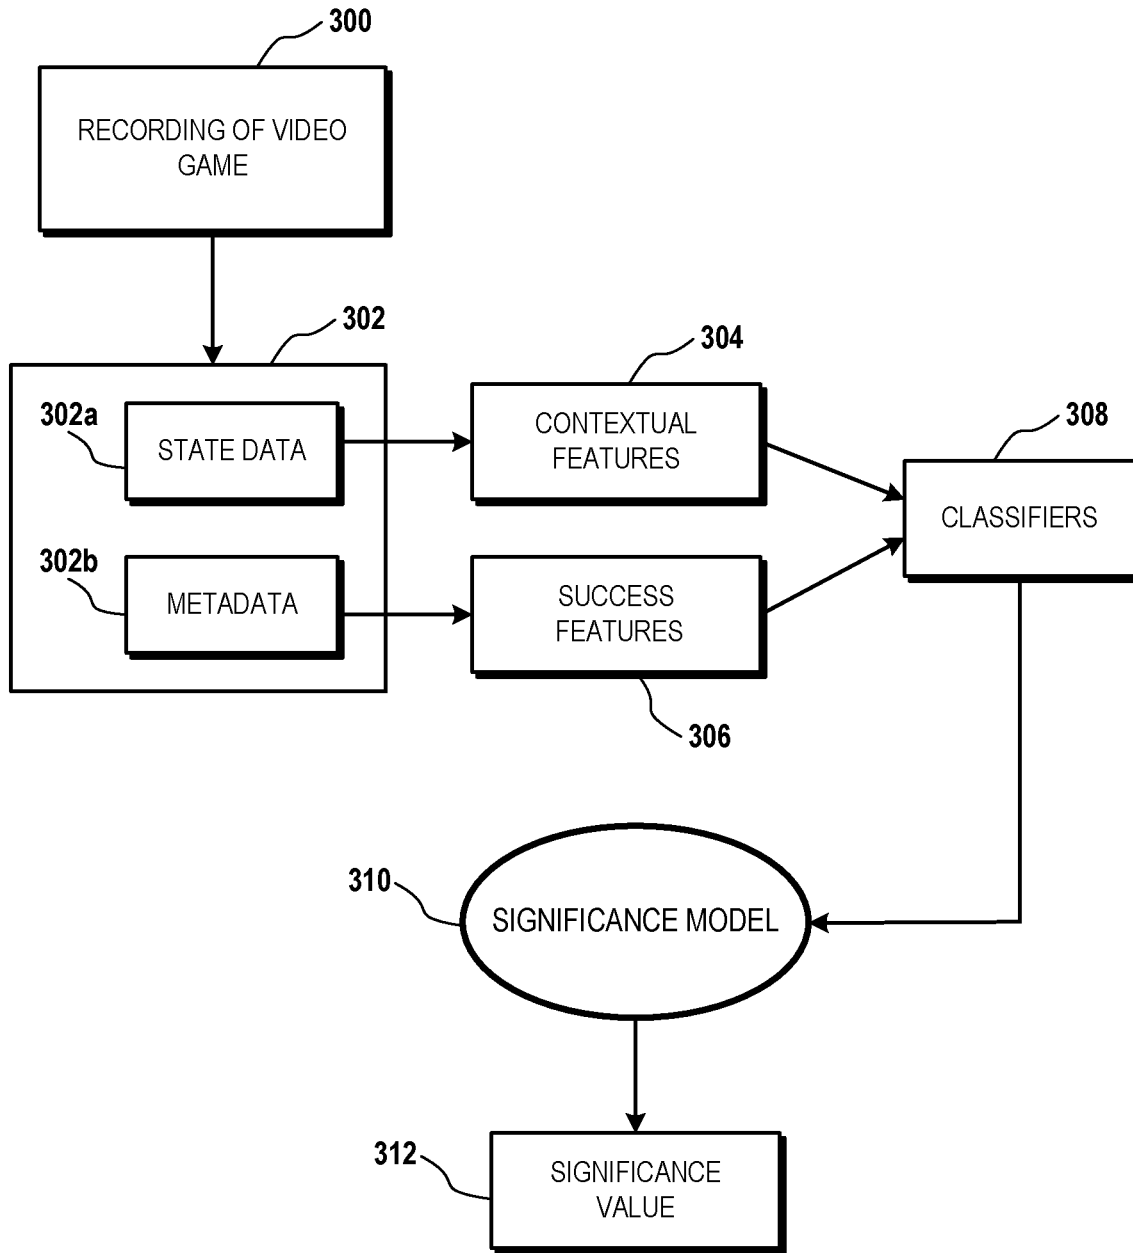 300
RECORDING OF VIDEO
GAME
302
304
302a
STATE DATA
CONTEXTUAL
FEATURES
308
CLASSIFIERS
302b
METADATA
SUCCESS
FEATURES
306
310
SIGNIFICANCE MODEL
312
SIGNIFICANCE
VALUE